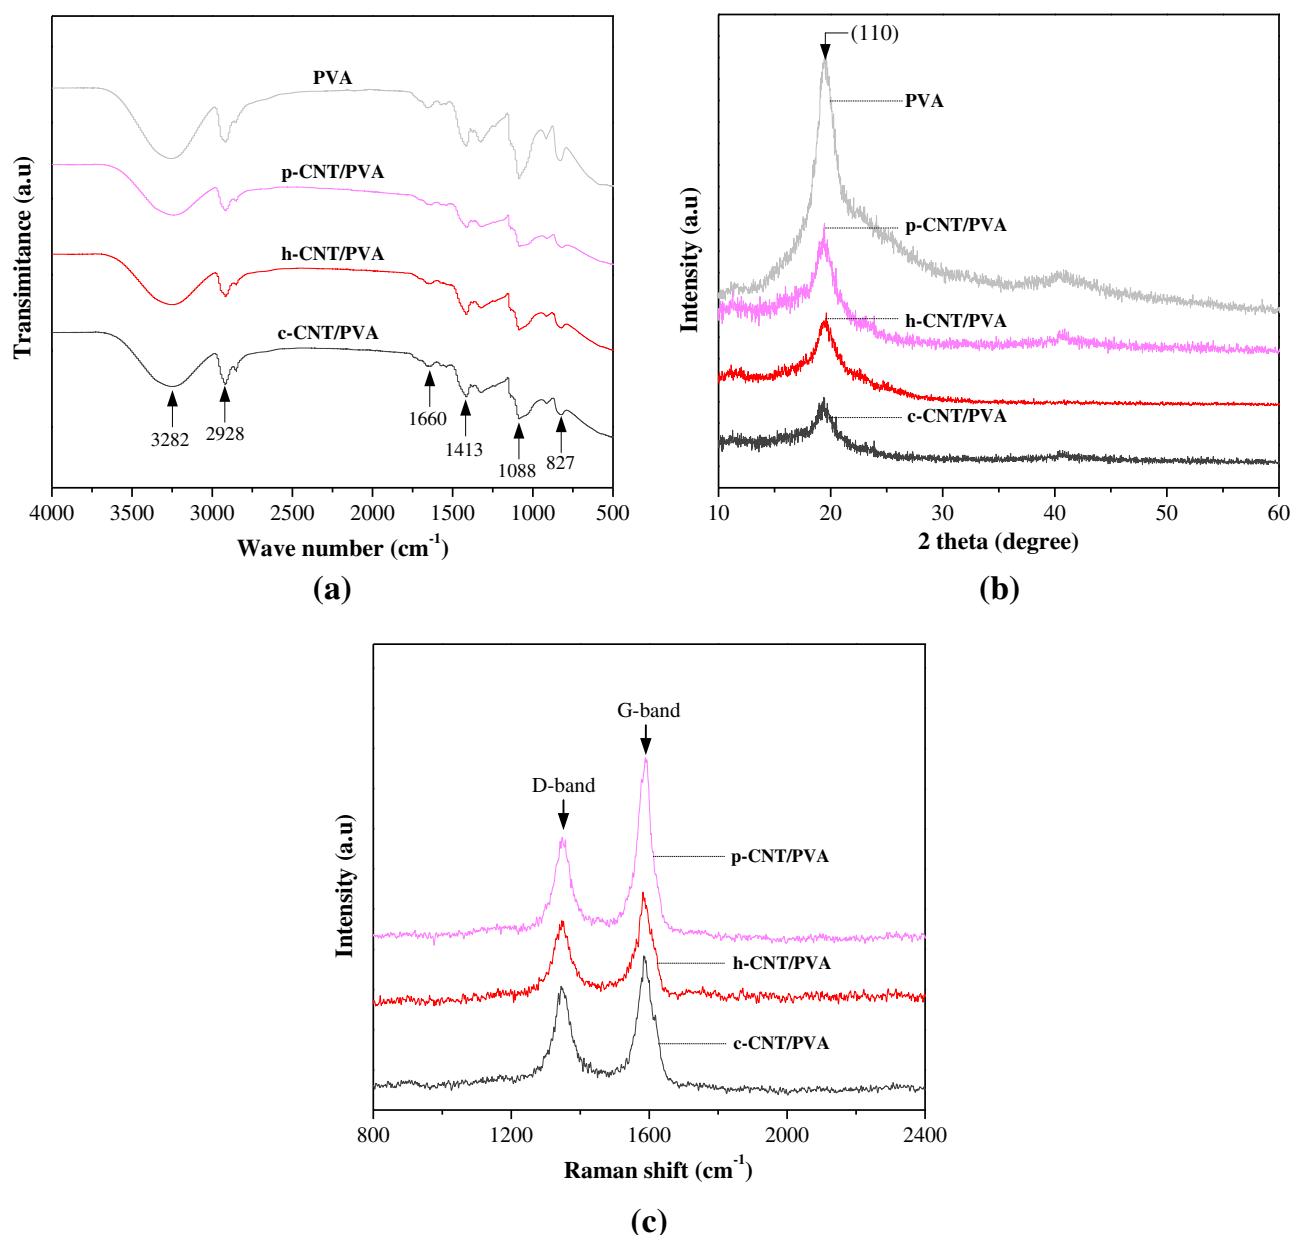 PVA
p-CNT/PVA
h-CNT/PVA
c-CNT/PVA
3282
2928
1660
1413
1088
827
Transimitance (a.u)
4000 3500 3000 2500 2000 1500 1000 500
Wave number (cm⁻¹)
(a)
(110)
PVA
p-CNT/PVA
h-CNT/PVA
c-CNT/PVA
Intensity (a.u)
10 20 30 40 50 60
2 theta (degree)
(b)
G-band
D-band
p-CNT/PVA
h-CNT/PVA
c-CNT/PVA
Intensity (a.u)
800 1200 1600 2000 2400
Raman shift (cm⁻¹)
(c)